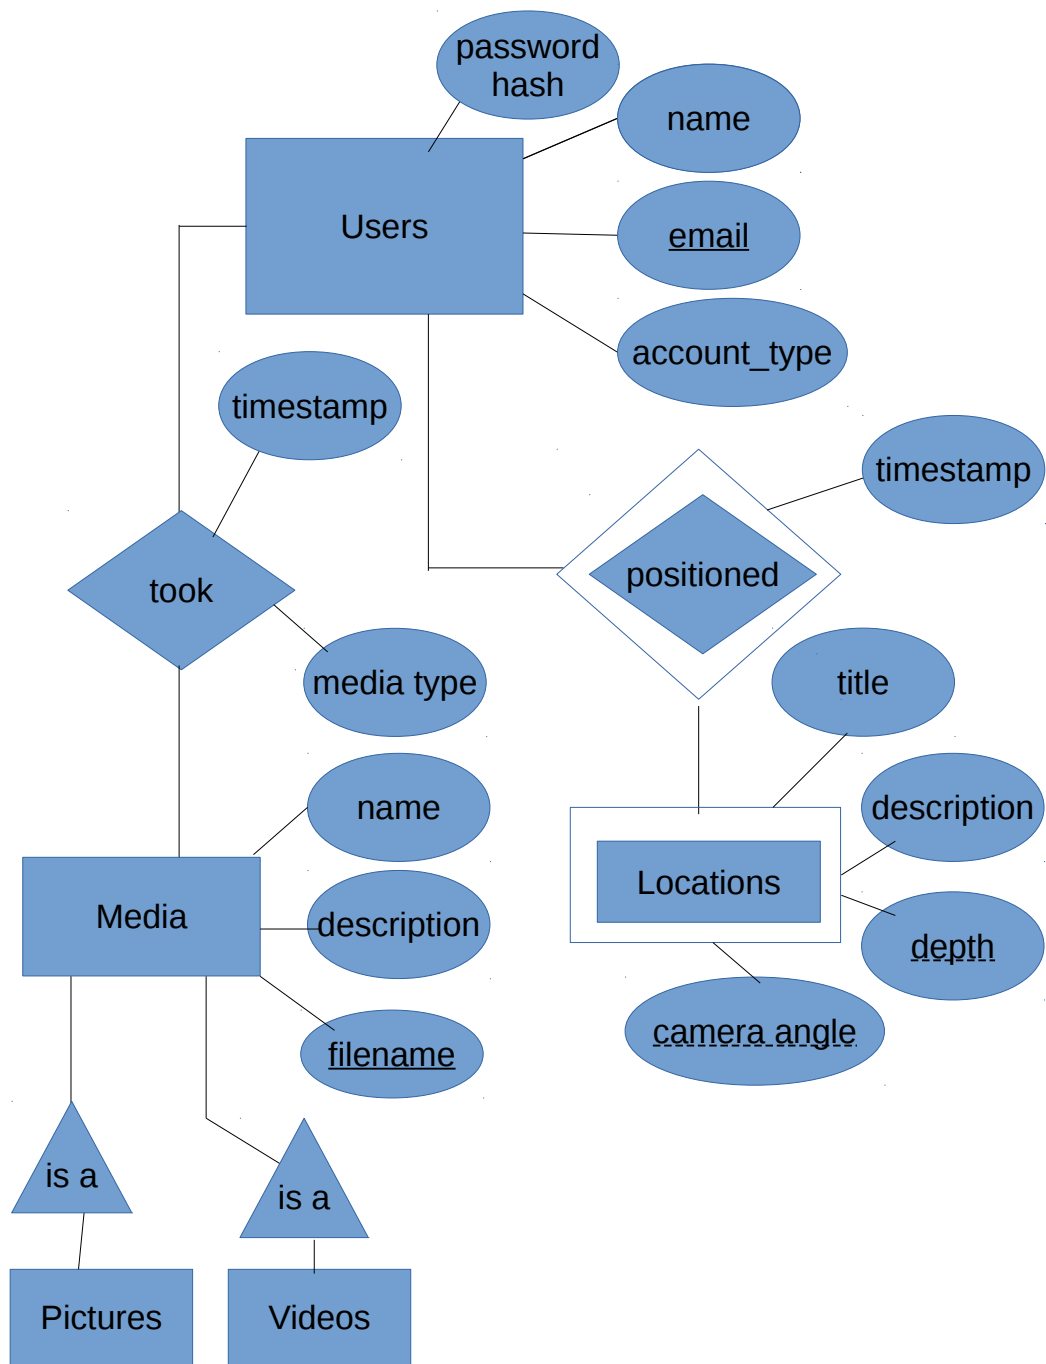 password
hash
name
Users
email
account_type
timestamp
timestamp
positioned
took
media type
title
name
description
Locations
Media
description
depth
camera angle
filename
is a
is a
Pictures
Videos